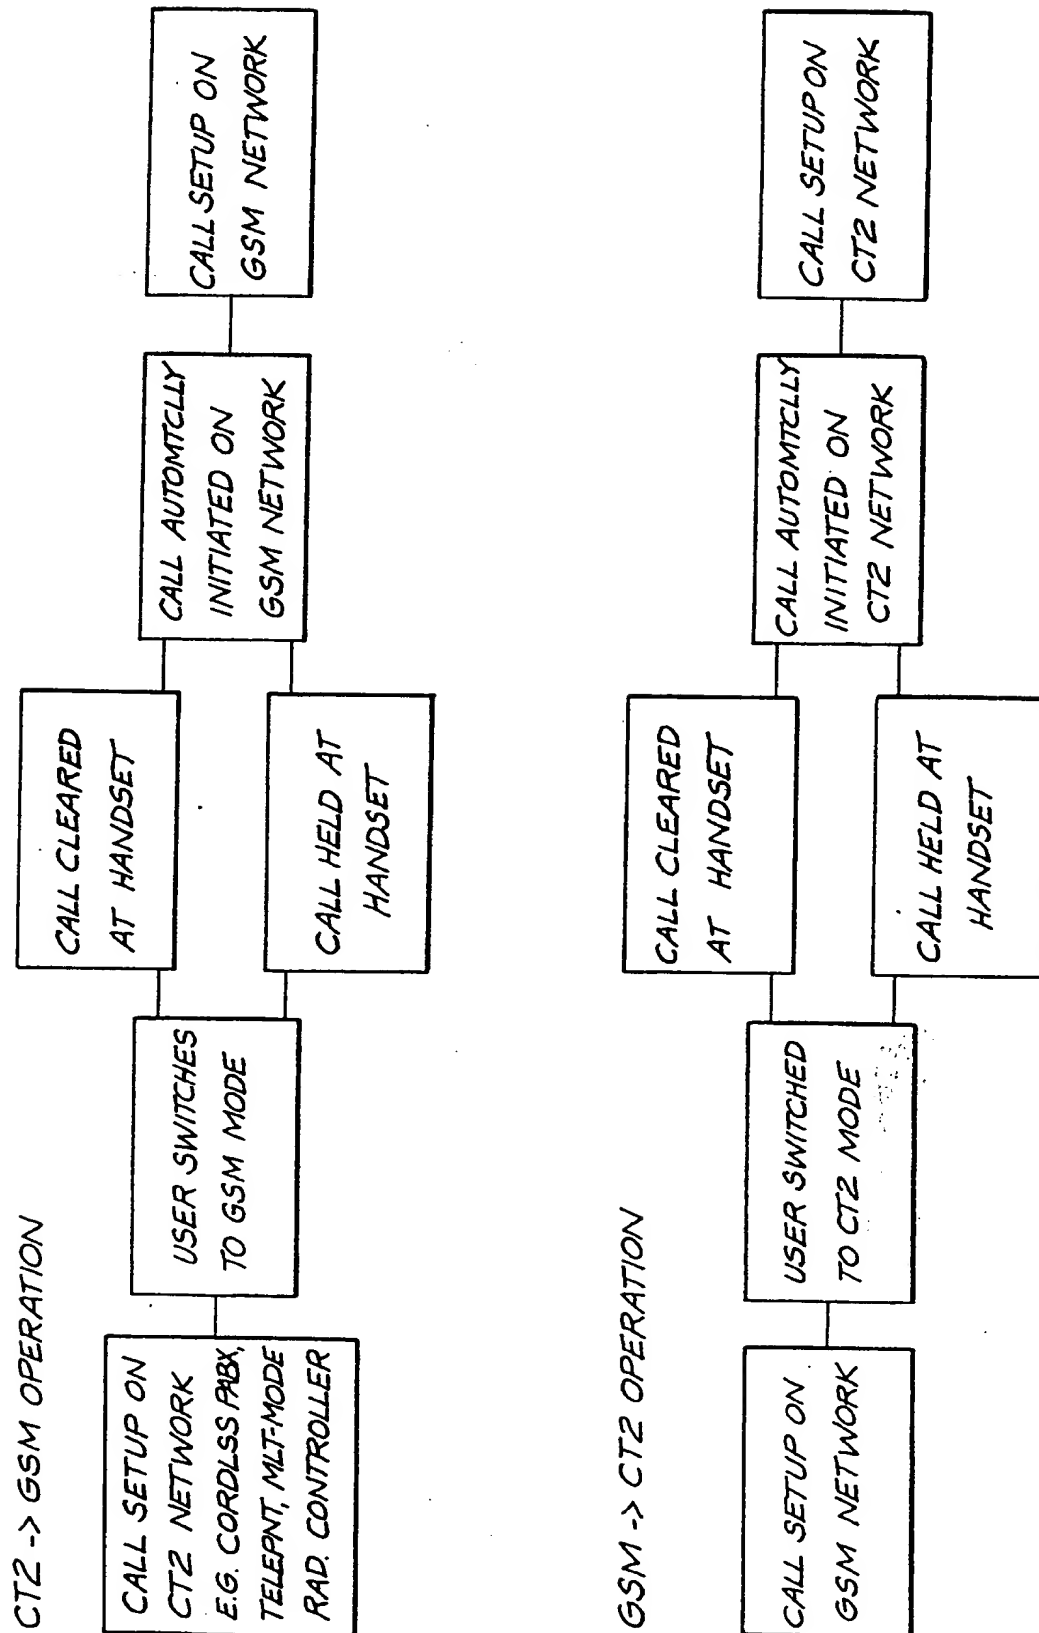 CT2 -> GSM OPERATION
CALL SETUP ON
CT2 NETWORK
E.G. CORDLSS PABX,
TELEPNT, MLT-MODE
RAD. CONTROLLER
USER SWITCHES
TO GSM MODE
CALL CLEARED
AT HANDSET
CALL HELD AT
HANDSET
CALL AUTOMTCLLY
INITIATED ON
GSM NETWORK
CALL SETUP ON
GSM NETWORK
GSM -> CT2 OPERATION
CALL SETUP ON
GSM NETWORK
USER SWITCHED
TO CT2 MODE
CALL CLEARED
AT HANDSET
CALL HELD AT
HANDSET
CALL AUTOMTCLLY
INITIATED ON
CT2 NETWORK
CALL SETUP ON
CT2 NETWORK